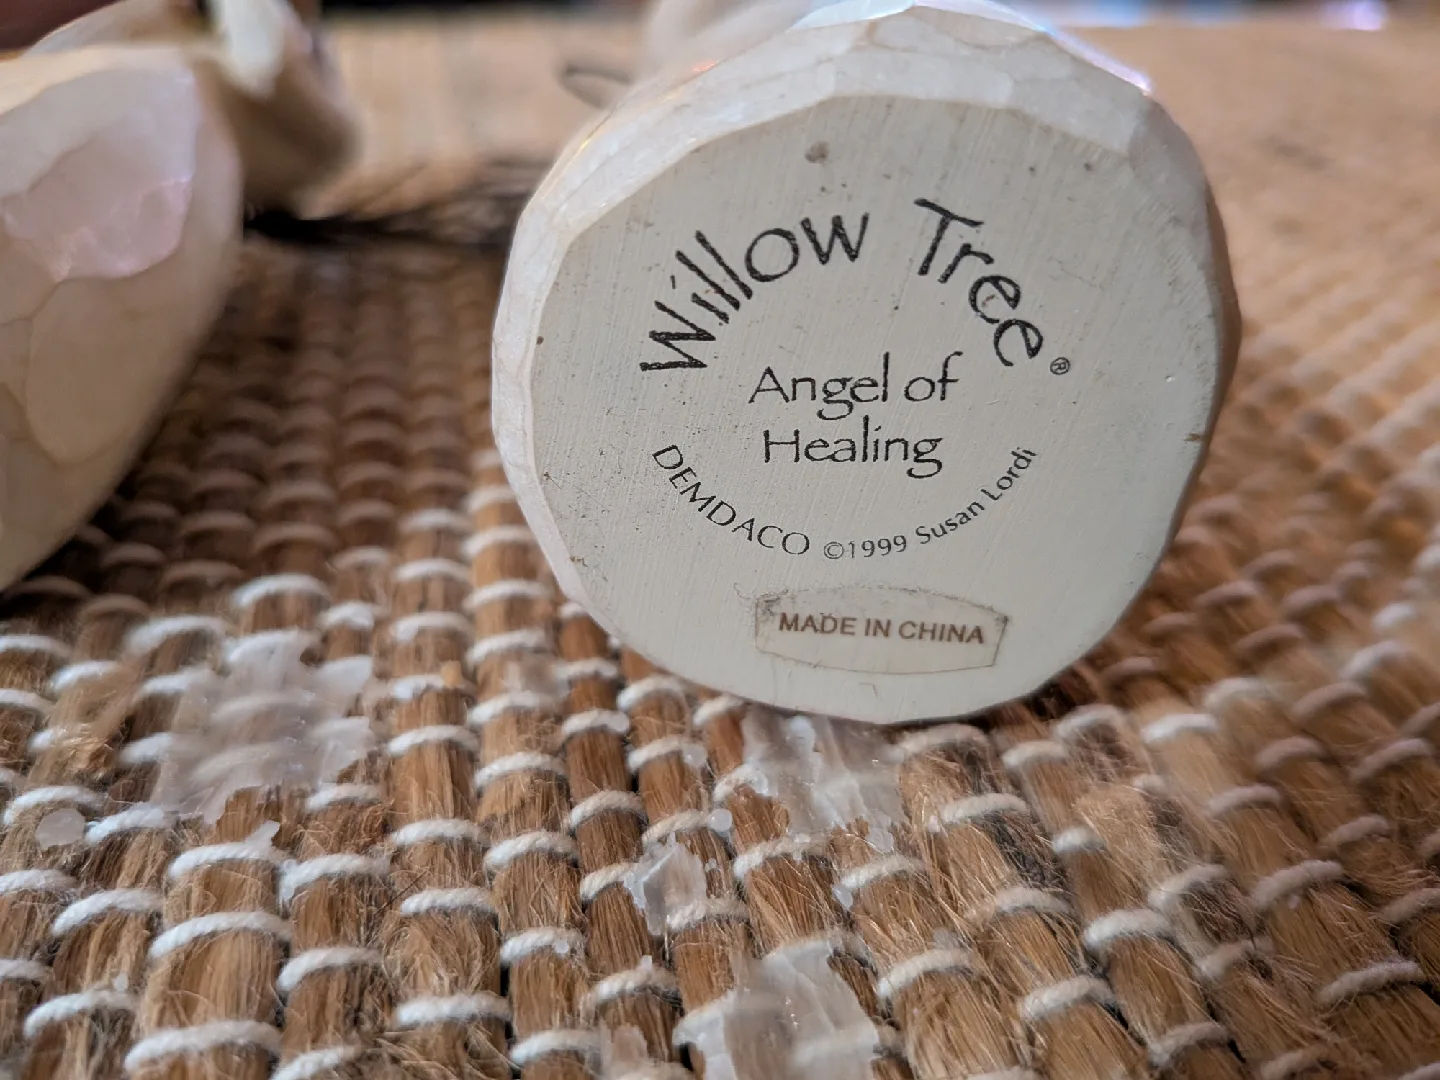 Willow Tree®
Angel of
Healing
DEMDACO ©1999 Susan Lordi
MADE IN CHINA